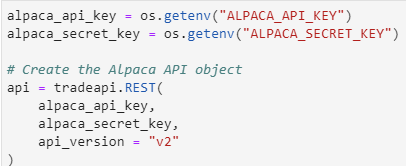 alpaca_api_key = os.getenv("ALPACA_API_KEY")
alpaca_secret_key = os.getenv("ALPACA_SECRET_KEY")
# Create the Alpaca API object
api = tradeapi.REST(
    alpaca_api_key,
    alpaca_secret_key,
    api_version = "v2"
)